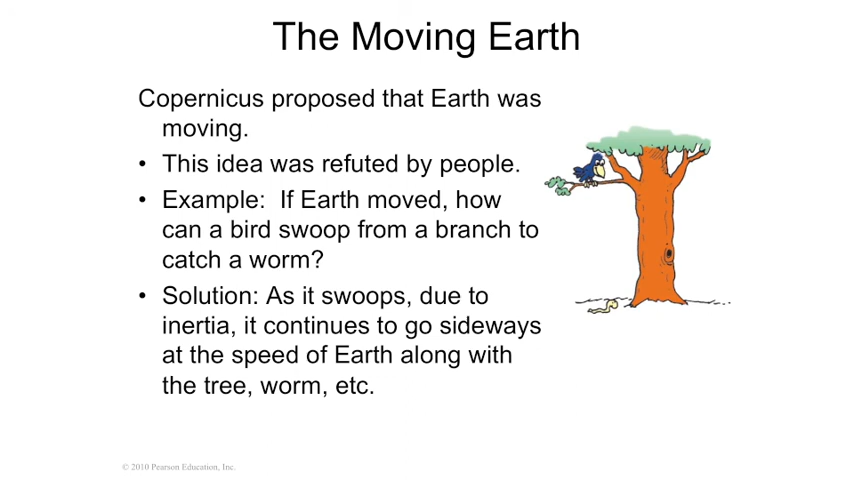 The Moving Earth
Copernicus proposed that Earth was
moving.
• This idea was refuted by people.
• Example:  If Earth moved, how
can a bird swoop from a branch to
catch a worm?
• Solution: As it swoops, due to
inertia, it continues to go sideways
at the speed of Earth along with
the tree, worm, etc.
© 2010 Pearson Education, Inc.